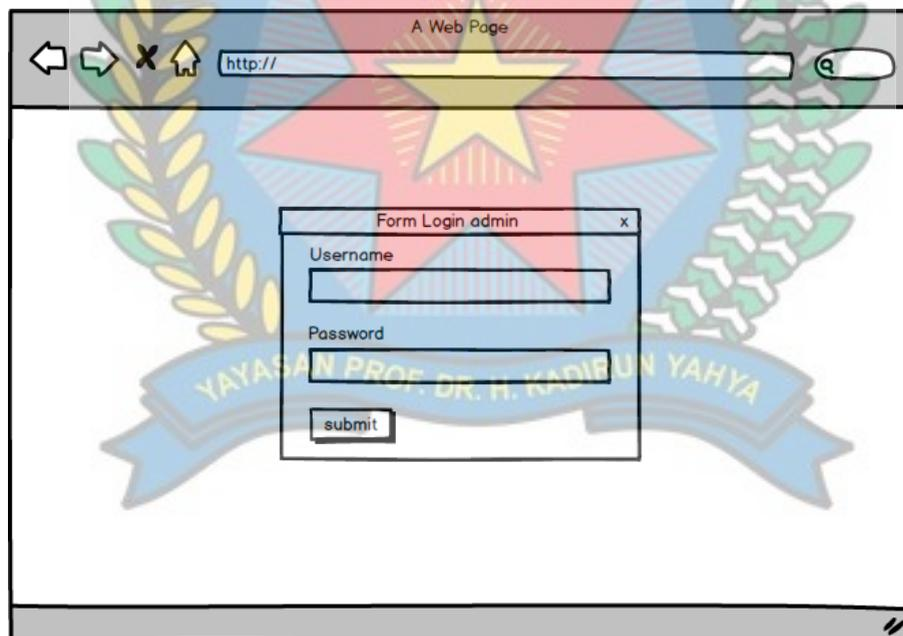 A Web Page
http://
Form Login admin x
Username
Password
YAYASAN PROF. DR. H. KADIRUN YAHYA
submit